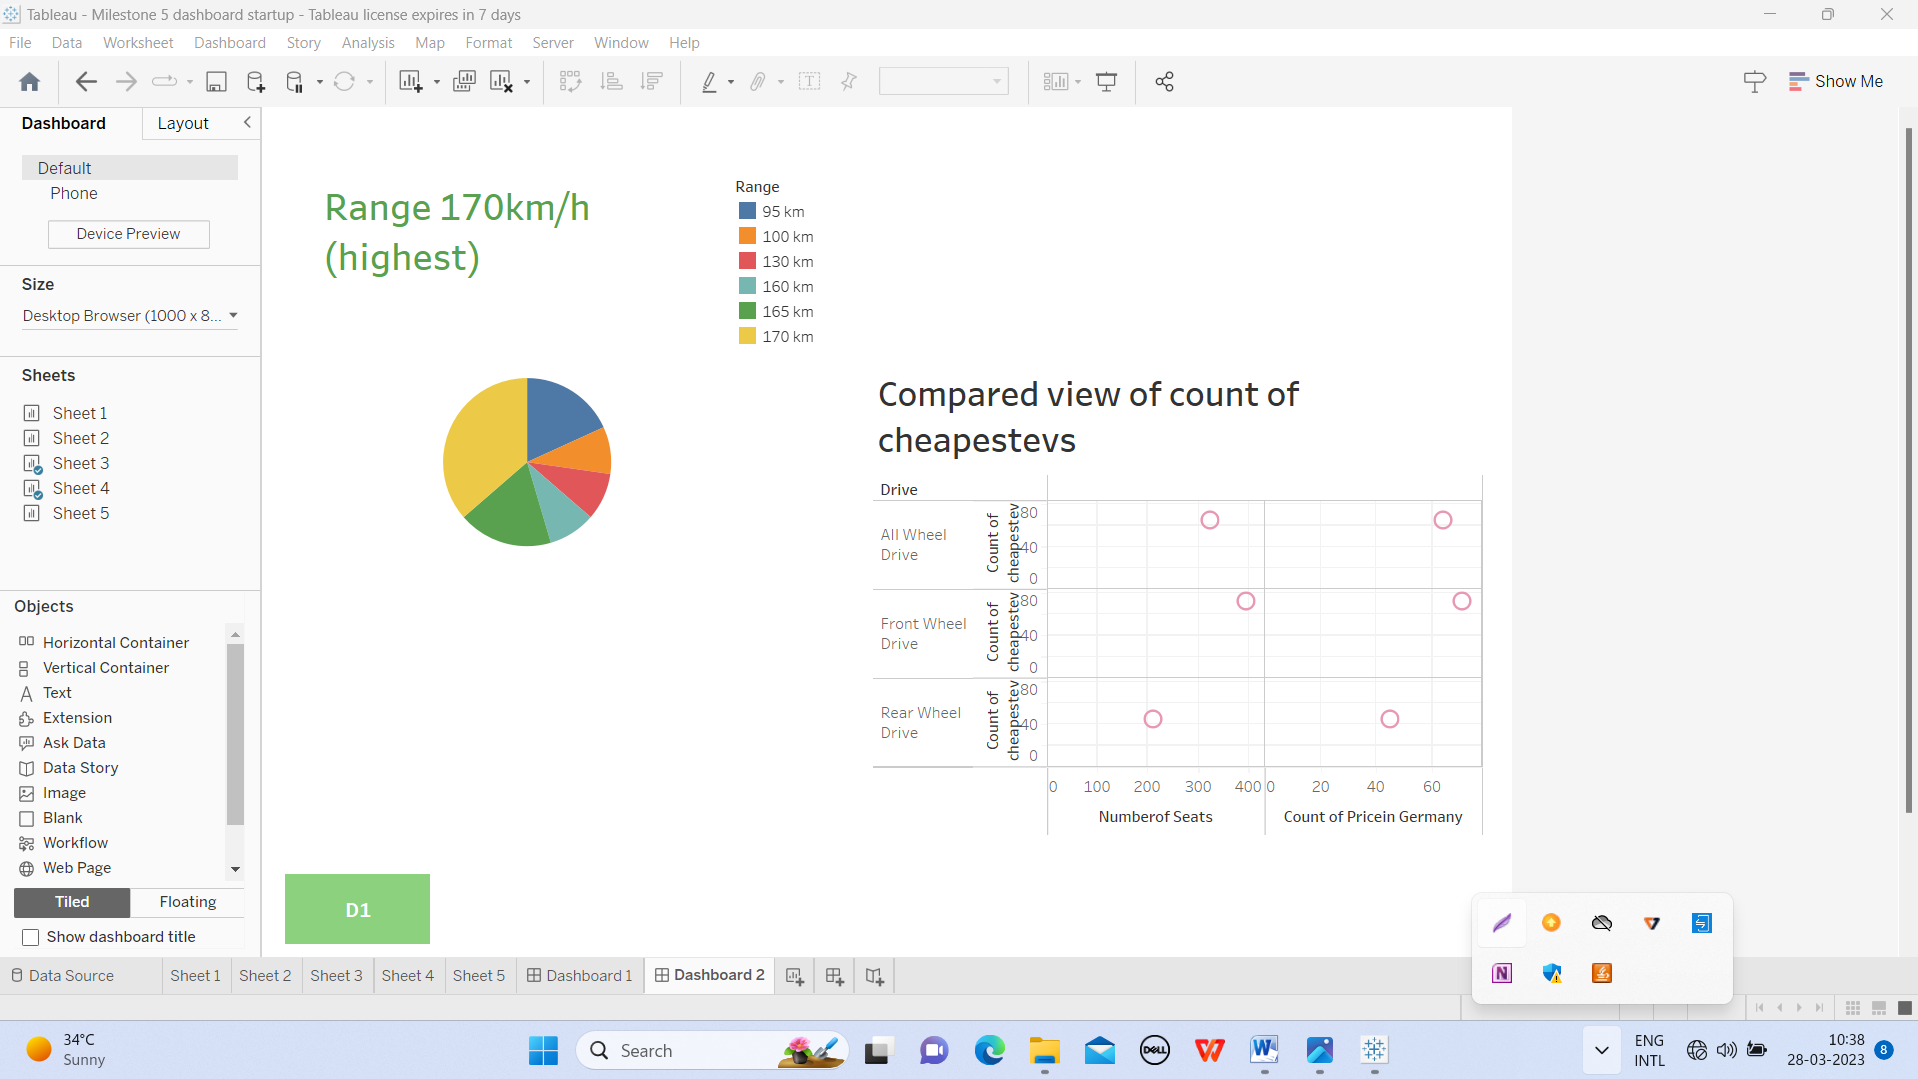 Tableau - Milestone 5 dashboard startup - Tableau license expires in 7 days
File Data Worksheet Dashboard Story Analysis Map Format Server Window Help
Show Me
Dashboard Layout
Default
Phone
Device Preview
Size
Desktop Browser (1000 x 8...
Sheets
Sheet 1
Sheet 2
Sheet 3
Sheet 4
Sheet 5
Objects
Horizontal Container
Vertical Container
Text
Extension
Ask Data
Data Story
Image
Blank
Workflow
Web Page
Tiled Floating
Show dashboard title
Range 170km/h
(highest)
Range
95 km
100 km
130 km
160 km
165 km
170 km
Compared view of count of
cheapestevs
Drive
All Wheel
Drive
Count of
cheapestev
80
40
0
Front Wheel
Drive
Count of
cheapestev
80
40
0
Rear Wheel
Drive
Count of
cheapestev
80
40
0
0 100 200 300 400 0 20 40 60
Numberof Seats Count of Pricein Germany
D1
Data Source Sheet 1 Sheet 2 Sheet 3 Sheet 4 Sheet 5 Dashboard 1 Dashboard 2
34°C
Sunny
Search
DELL
W
N
ENG
INTL
10:38
28-03-2023
8